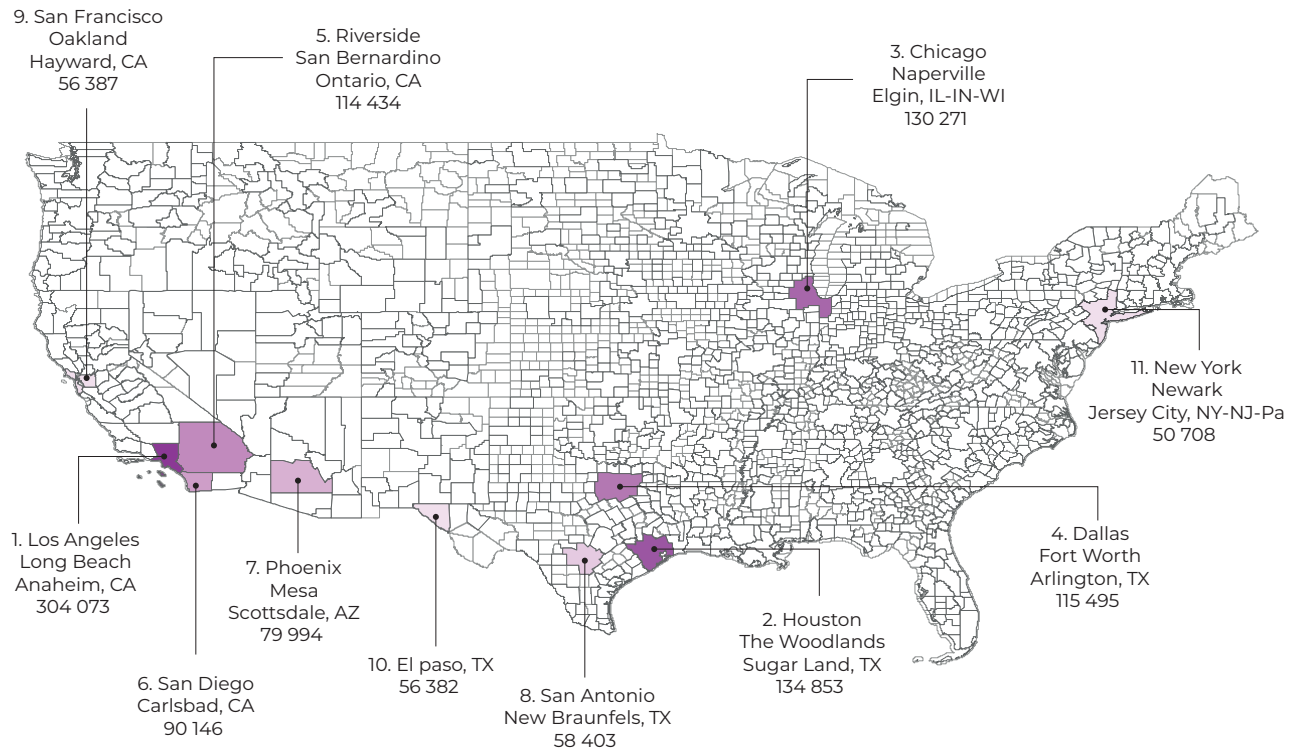 9. San Francisco
Oakland
Hayward, CA
56 387
5. Riverside
San Bernardino
Ontario, CA
114 434
3. Chicago
Naperville
Elgin, IL-IN-WI
130 271
11. New York
Newark
Jersey City, NY-NJ-Pa
50 708
1. Los Angeles
Long Beach
Anaheim, CA
304 073
7. Phoenix
Mesa
Scottsdale, AZ
79 994
4. Dallas
Fort Worth
Arlington, TX
115 495
6. San Diego
Carlsbad, CA
90 146
10. El paso, TX
56 382
8. San Antonio
New Braunfels, TX
58 403
2. Houston
The Woodlands
Sugar Land, TX
134 853